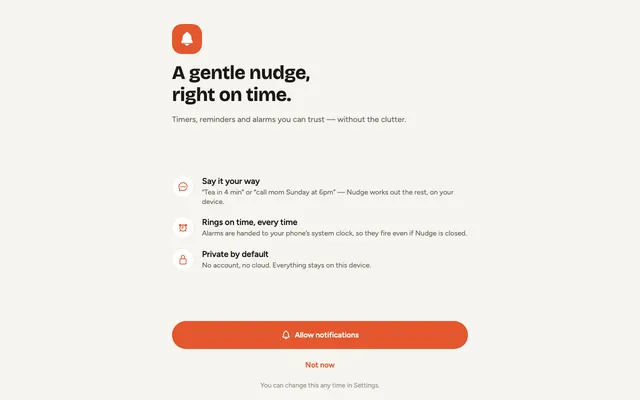 A gentle nudge,
right on time.
Timers, reminders and alarms you can trust — without the clutter.
Say it your way
"Tea in 4 min" or "call mom Sunday at 6pm" — Nudge works out the rest, on your
device.
Rings on time, every time
Alarms are handed to your phone's system clock, so they fire even if Nudge is closed.
Private by default
No account, no cloud. Everything stays on this device.
Allow notifications
Not now
You can change this any time in Settings.